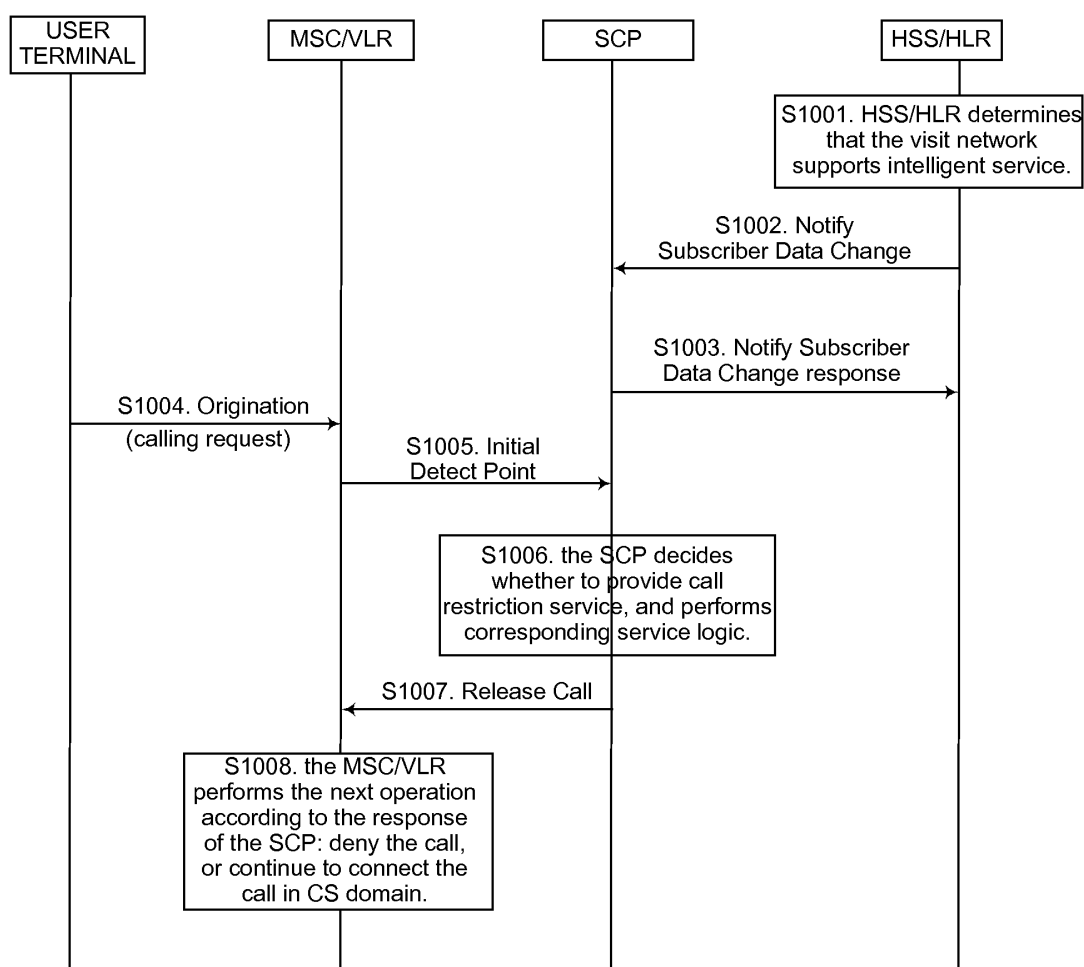 USER
TERMINAL
MSC/VLR
SCP
HSS/HLR
S1001. HSS/HLR determines
that the visit network
supports intelligent service.
S1002. Notify
Subscriber Data Change
S1003. Notify Subscriber
Data Change response
S1004. Origination
(calling request)
S1005. Initial
Detect Point
S1006. the SCP decides
whether to provide call
restriction service, and performs
corresponding service logic.
S1007. Release Call
S1008. the MSC/VLR
performs the next operation
according to the response
of the SCP: deny the call,
or continue to connect the
call in CS domain.